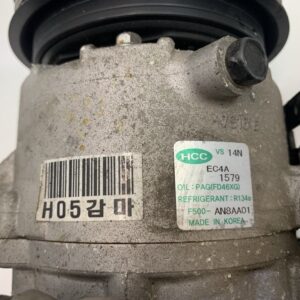 HCC VS 14N
EC4A
1579
OIL: PAG(FD46XG)
REFRIGERANT: R134a
F500- AN8AA01
MADE IN KOREA
H05감마